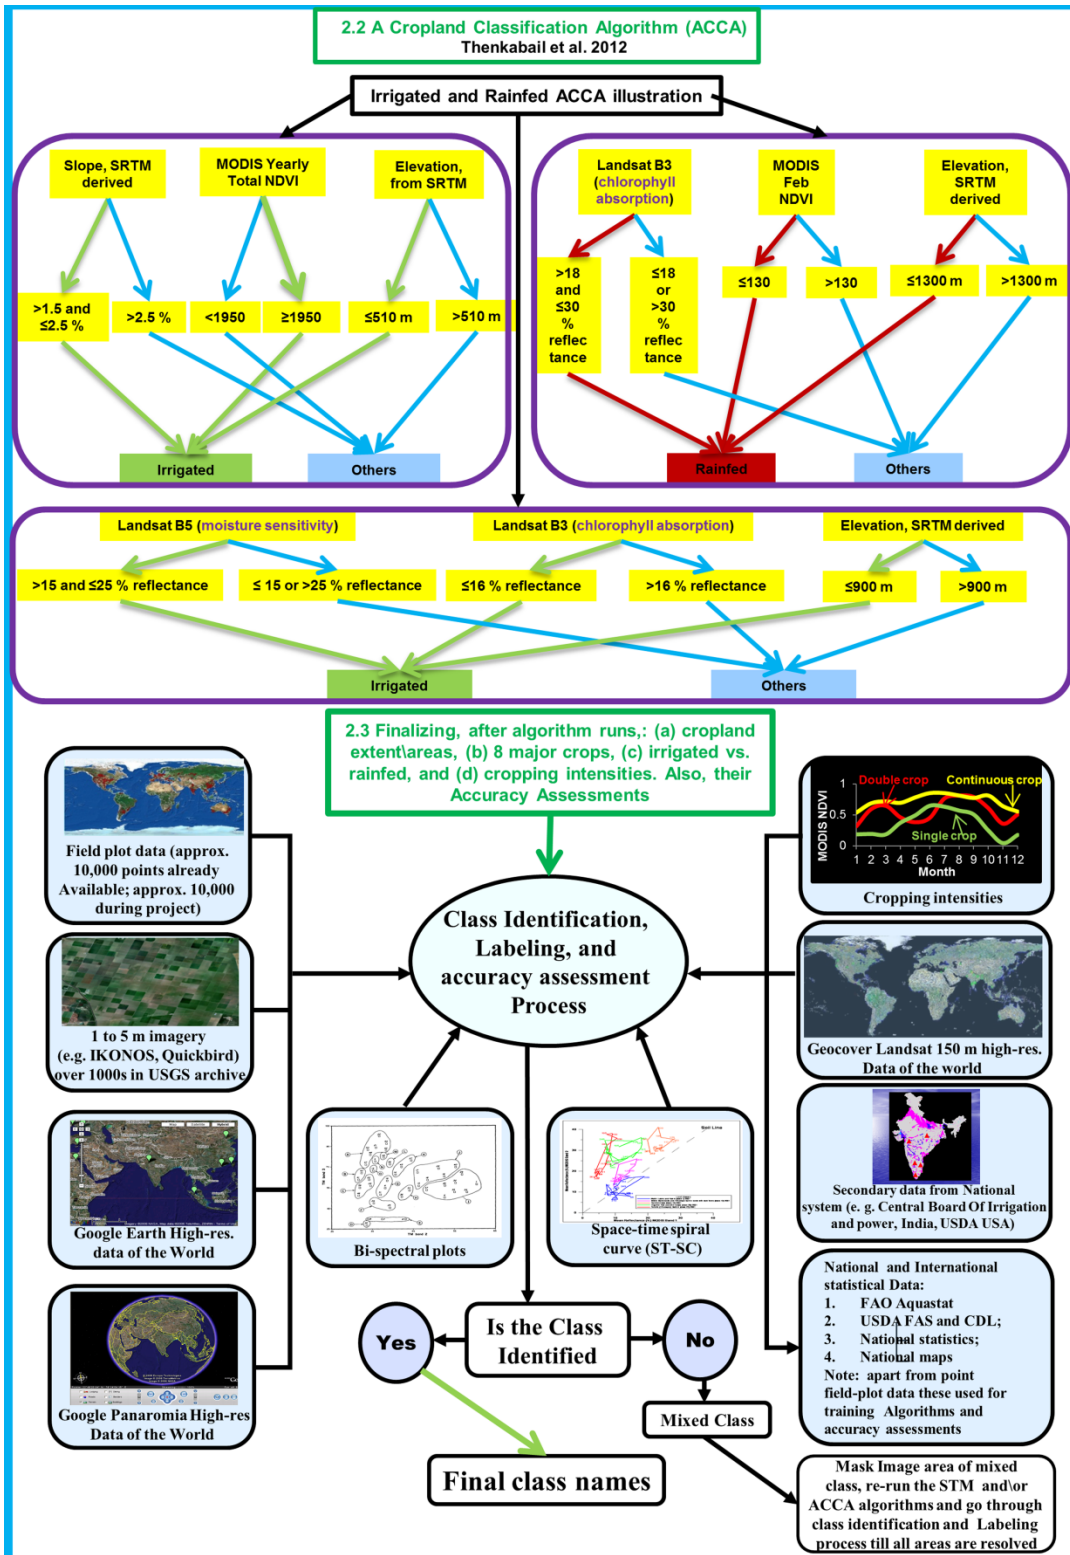 2.2 A Cropland Classification Algorithm (ACCA)
Thenkabail et al. 2012
Irrigated and Rainfed ACCA illustration
Slope, SRTM
derived
MODIS Yearly
Total NDVI
Elevation,
from SRTM
>1.5 and
≤2.5 %
>2.5 %
<1950
≥1950
≤510 m
>510 m
Irrigated
Others
Landsat B3
(chlorophyll
absorption)
MODIS
Feb
NDVI
Elevation,
SRTM
derived
>18
and
≤30
%
reflec
tance
≤18
or
>30
%
reflec
tance
≤130
>130
≤1300 m
>1300 m
Rainfed
Others
Landsat B5 (moisture sensitivity)
Landsat B3 (chlorophyll absorption)
Elevation, SRTM derived
>15 and ≤25 % reflectance
≤ 15 or >25 % reflectance
≤16 % reflectance
>16 % reflectance
≤900 m
>900 m
Irrigated
Others
2.3 Finalizing, after algorithm runs,: (a) cropland
extent\areas, (b) 8 major crops, (c) irrigated vs.
rainfed, and (d) cropping intensities. Also, their
Accuracy Assessments
Field plot data (approx.
10,000 points already
Available; approx. 10,000
during project)
1 to 5 m imagery
(e.g. IKONOS, Quickbird)
over 1000s in USGS archive
Google Earth High-res.
data of the World
Google Panaromia High-res
Data of the World
Class Identification,
Labeling, and
accuracy assessment
Process
Bi-spectral plots
Soil Line
Space-time spiral
curve (ST-SC)
MODIS NDVI
1
0.5
0
Double crop
Continuous crop
Single crop
1 2 3 4 5 6 7 8 9 10 11 12
Month
Cropping intensities
Geocover Landsat 150 m high-res.
Data of the world
Secondary data from National
system (e. g. Central Board Of Irrigation
and power, India, USDA USA)
National and International
statistical Data:
1. FAO Aquastat
2. USDA FAS and CDL;
3. National statistics;
4. National maps
Note: apart from point
field-plot data these used for
training Algorithms and
accuracy assessments
Is the Class
Identified
Yes
No
Mixed Class
Final class names
Mask Image area of mixed
class, re-run the STM and\or
ACCA algorithms and go through
class identification and Labeling
process till all areas are resolved